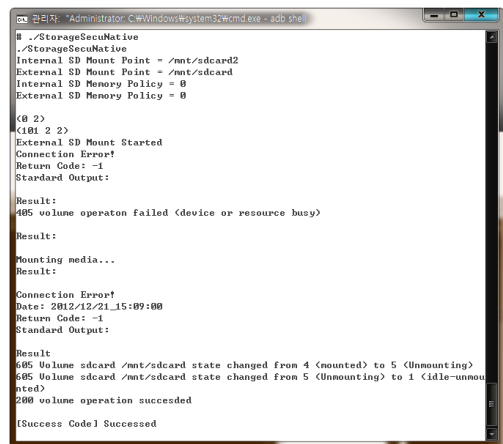 관리자: "Administrator: C:₩Windows₩system32₩cmd.exe - adb shell
# ./StorageSecuNative
./StorageSecuNative
Internal SD Mount Point = /mnt/sdcard2
External SD Mount Point = /mnt/sdcard
Internal SD Memory Policy = 0
External SD Memory Policy = 0
(0 2)
(101 2 2)
External SD Mount Started
Connection Error!
Return Code: -1
Stardard Output:
Result:
405 volume operaton failed (device or resource busy)
Result:
Mounting media...
Result:
Connection Error!
Date: 2012/12/21_15:09:00
Return Code: -1
Standard Output:
Result
605 Volume sdcard /mnt/sdcard state changed from 4 (mounted) to 5 (Unmounting)
605 Volume sdcard /mnt/sdcard state changed from 5 (Unmounting) to 1 (idle-unmou
nted)
200 volume operation succesded
[Success Code] Successed